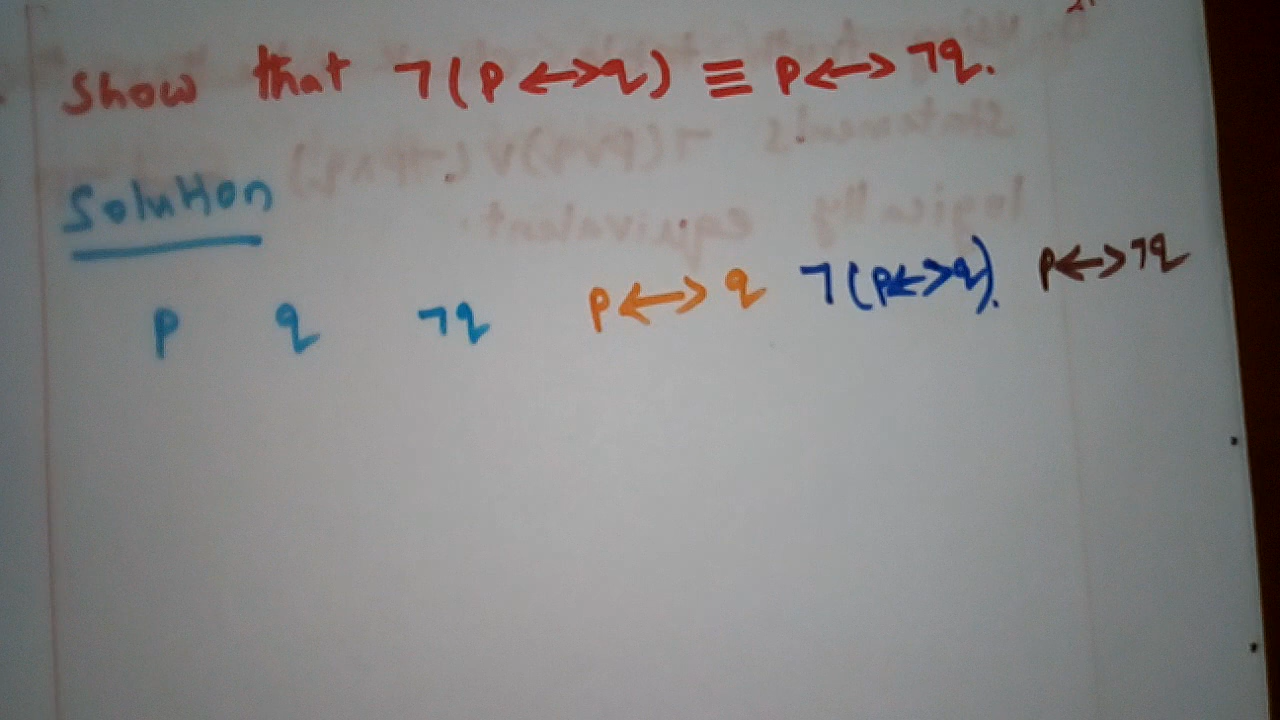 Show that ¬(p↔q) ≡ p↔¬q.
Solution
p q ¬q p↔q ¬(p↔q). p↔¬q